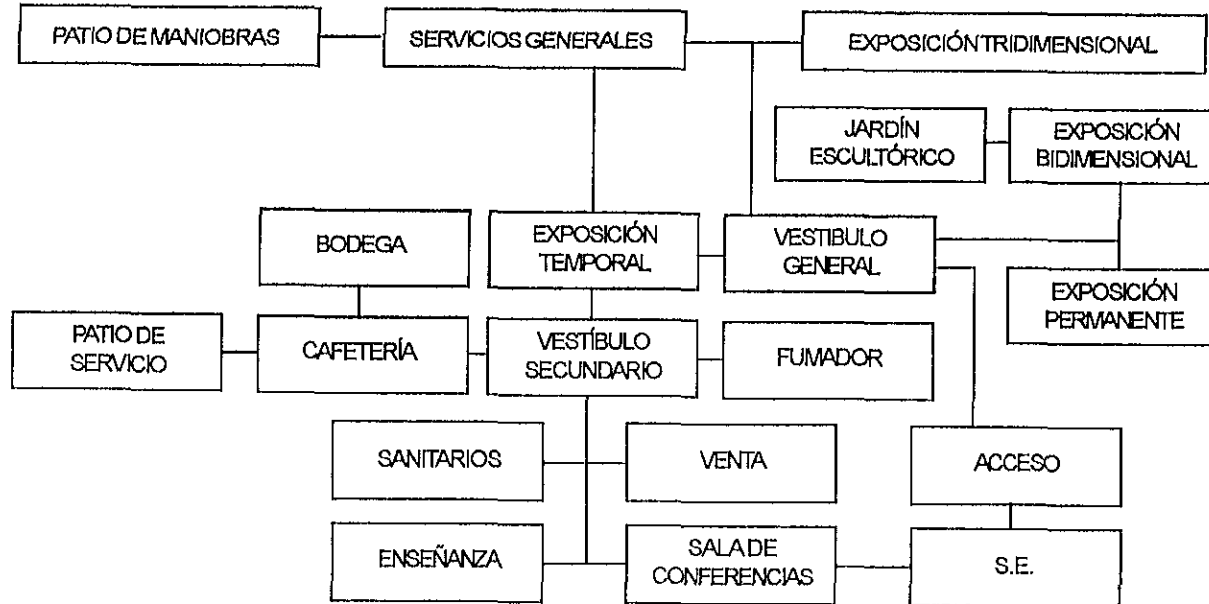 PATIO DE MANIOBRAS
SERVICIOS GENERALES
EXPOSICIÓN TRIDIMENSIONAL
JARDÍN
ESCULTÓRICO
EXPOSICIÓN
BIDIMENSIONAL
BODEGA
EXPOSICIÓN
TEMPORAL
VESTIBULO
GENERAL
EXPOSICIÓN
PERMANENTE
PATIO DE
SERVICIO
CAFETERÍA
VESTÍBULO
SECUNDARIO
FUMADOR
SANITARIOS
VENTA
ACCESO
ENSEÑANZA
SALA DE
CONFERENCIAS
S.E.